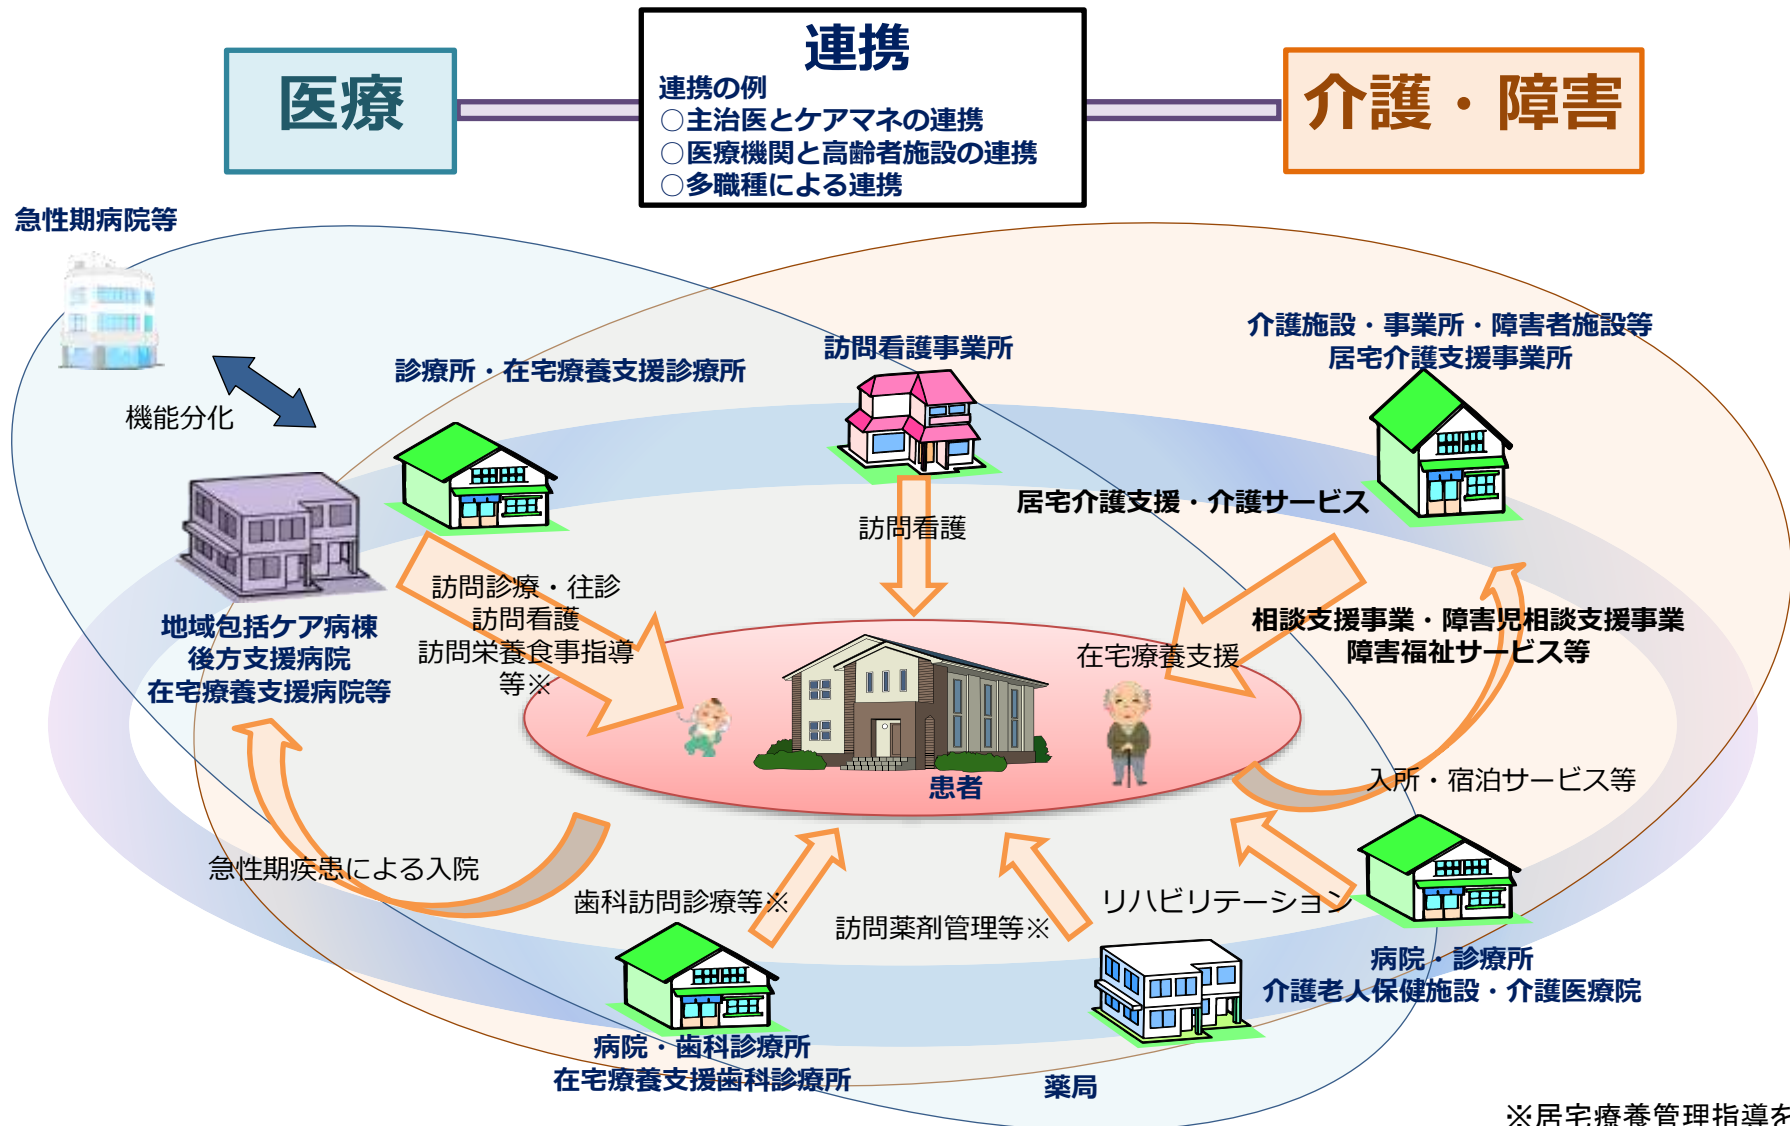 連携
医療
介護・障害
連携の例
○主治医とケアマネの連携
○医療機関と高齢者施設の連携
○多職種による連携
急性期病院等
機能分化
診療所・在宅療養支援診療所
訪問看護事業所
介護施設・事業所・障害者施設等
居宅介護支援事業所
居宅介護支援・介護サービス
訪問看護
訪問診療・往診
訪問看護
訪問栄養食事指導
等※
地域包括ケア病棟
後方支援病院
在宅療養支援病院等
在宅療養支援
相談支援事業・障害児相談支援事業
障害福祉サービス等
患者
入所・宿泊サービス等
急性期疾患による入院
歯科訪問診療等※
訪問薬剤管理等※
リハビリテーション
病院・診療所
介護老人保健施設・介護医療院
病院・歯科診療所
在宅療養支援歯科診療所
薬局
※居宅療養管理指導を